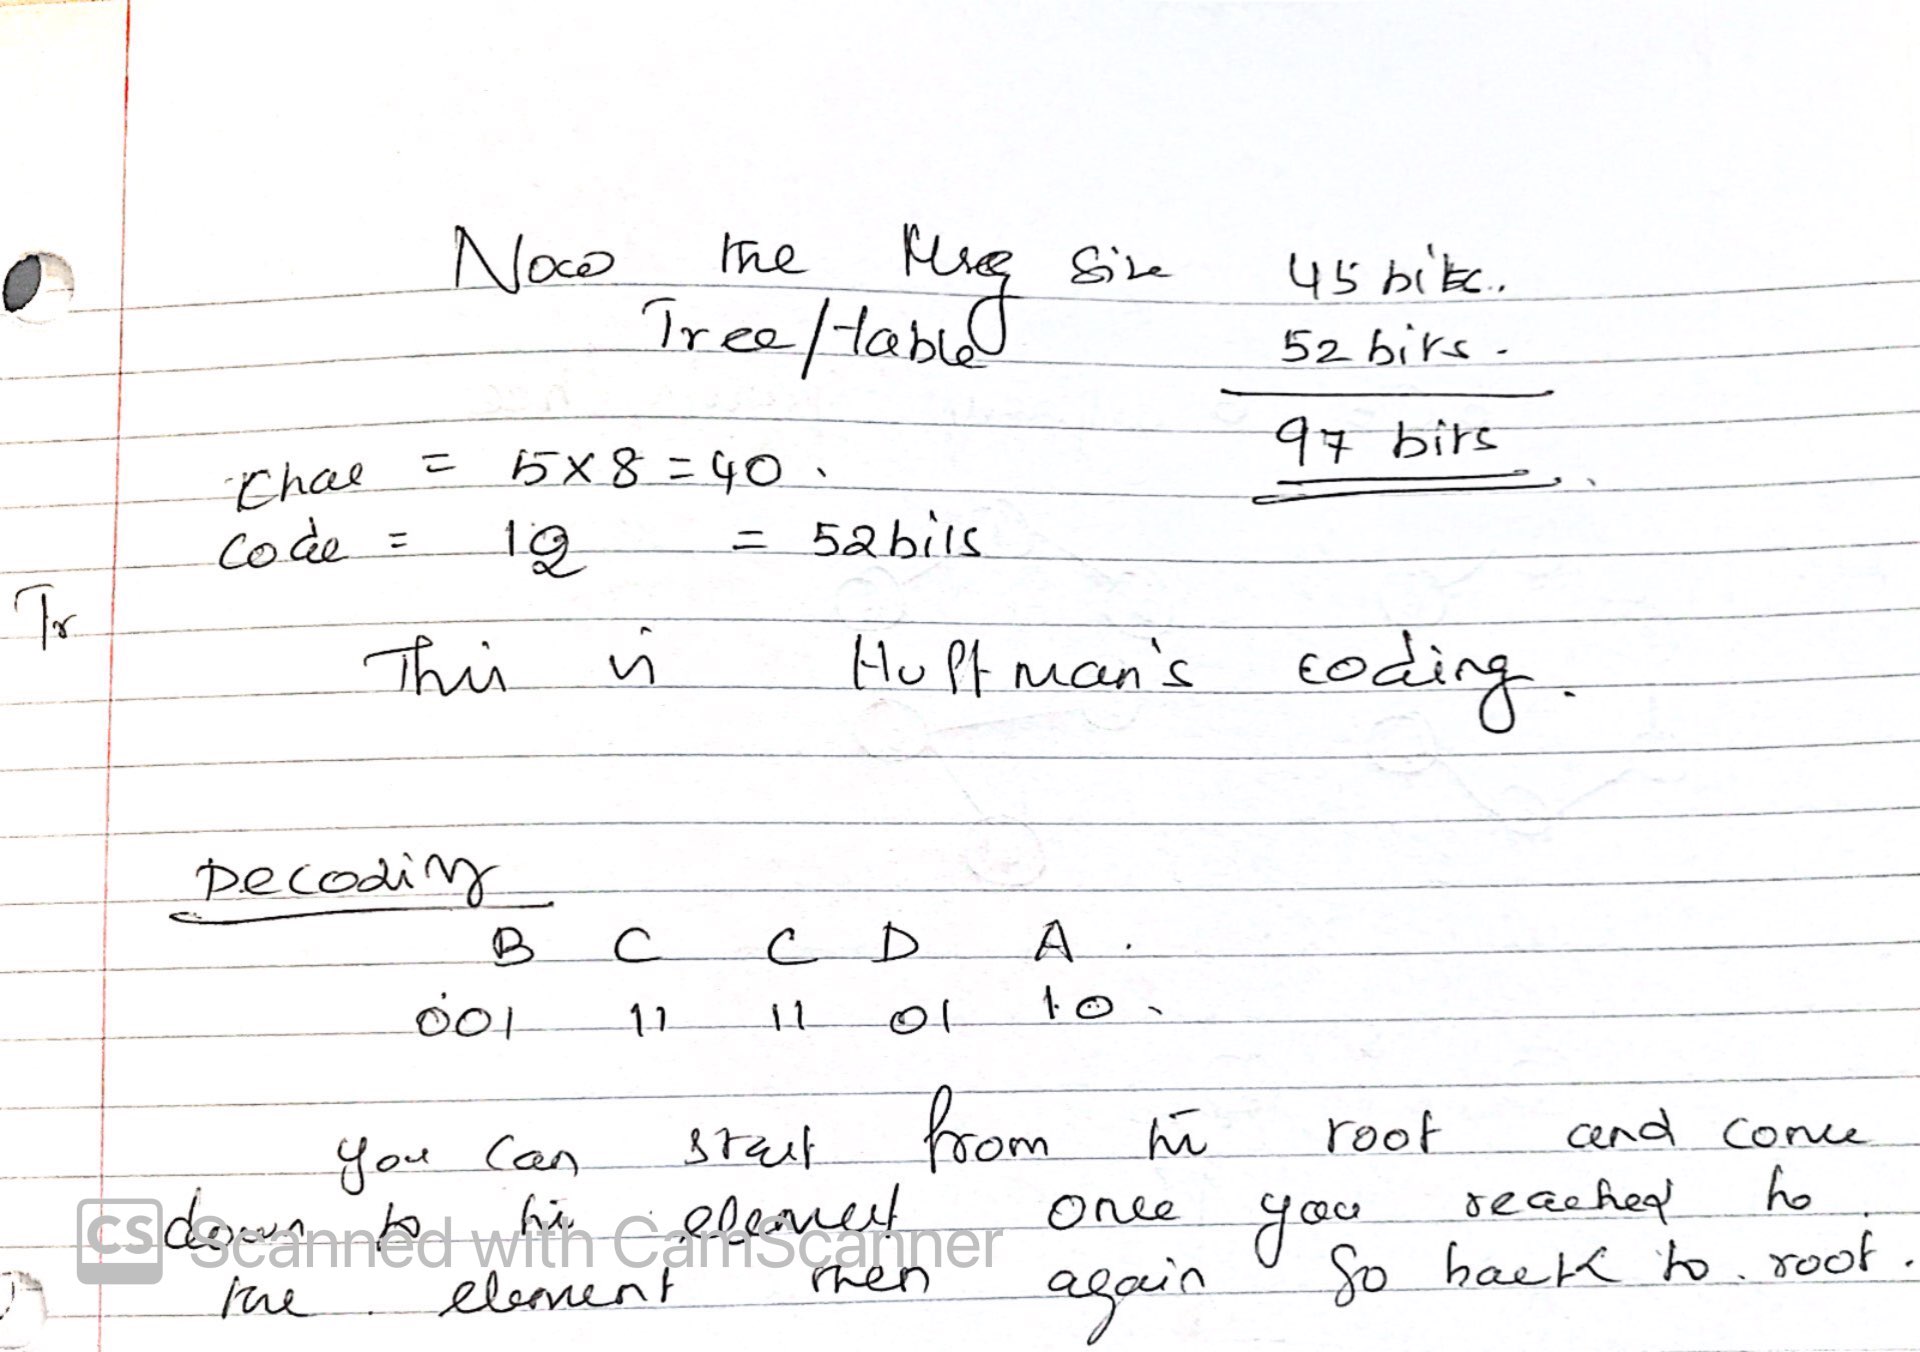 Now the Msg Size 45 bits.
Tree/table 52 bits.
97 bits
Char = 5x8 = 40.
Code = 12 = 52 bits
Tr
This is Huffman's coding.
Decoding
B C C D A.
001 11 11 01 10.
you can start from the root and come
down to the element once you reached to
the element then again go back to root.
CS Scanned with CamScanner